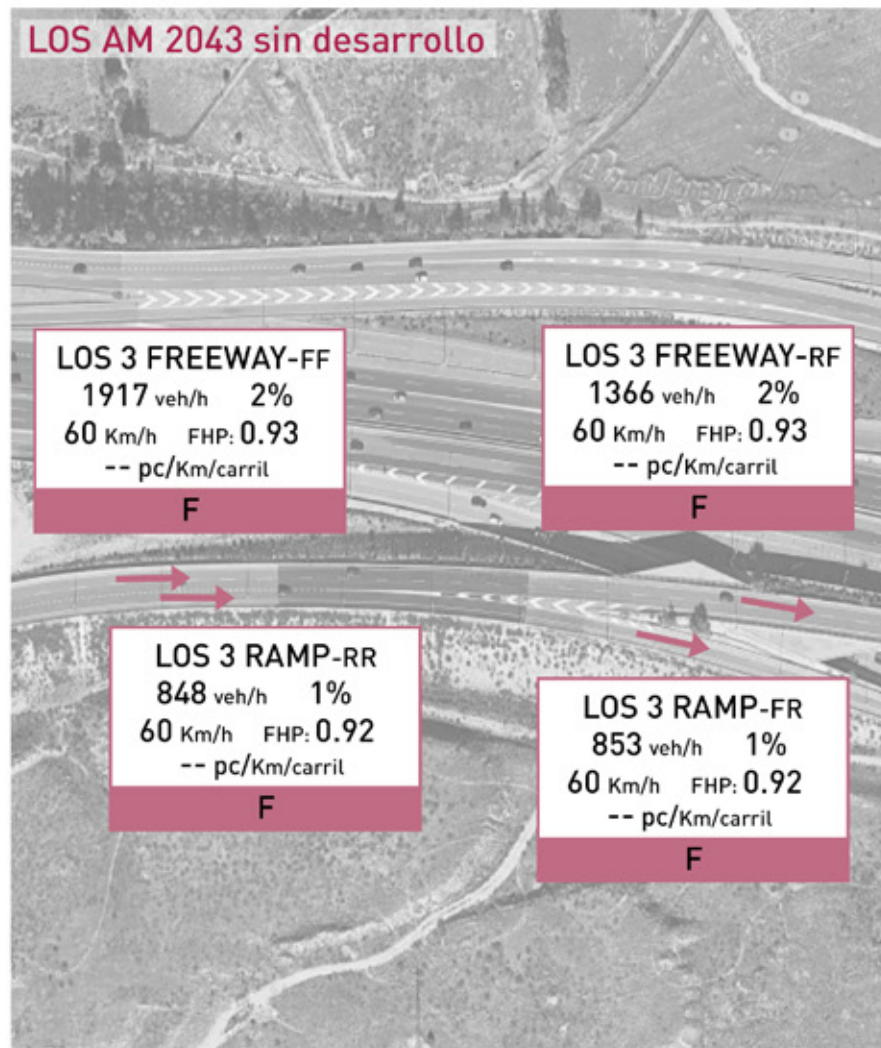 LOS AM 2043 sin desarrollo
LOS 3 FREEWAY-FF
1917 veh/h 2%
60 Km/h FHP: 0.93
-- pc/Km/carril
F
LOS 3 FREEWAY-RF
1366 veh/h 2%
60 Km/h FHP: 0.93
-- pc/Km/carril
F
LOS 3 RAMP-RR
848 veh/h 1%
60 Km/h FHP: 0.92
-- pc/Km/carril
F
LOS 3 RAMP-FR
853 veh/h 1%
60 Km/h FHP: 0.92
-- pc/Km/carril
F